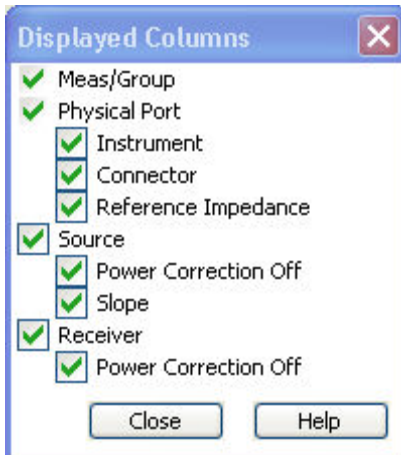 Displayed Columns
Meas/Group
Physical Port
Instrument
Connector
Reference Impedance
Source
Power Correction Off
Slope
Receiver
Power Correction Off
Close Help